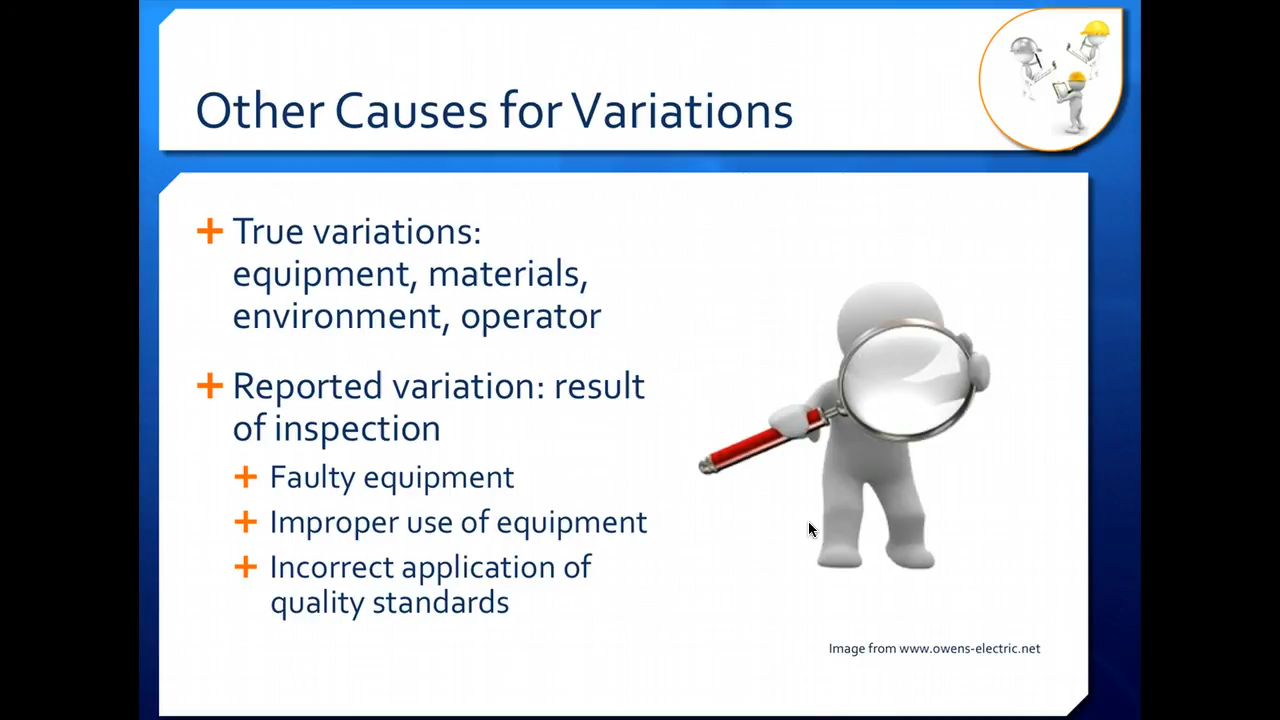 Other Causes for Variations
True variations:
equipment, materials,
environment, operator
Reported variation: result
of inspection
Faulty equipment
Improper use of equipment
Incorrect application of
quality standards
Image from www.owens-electric.net